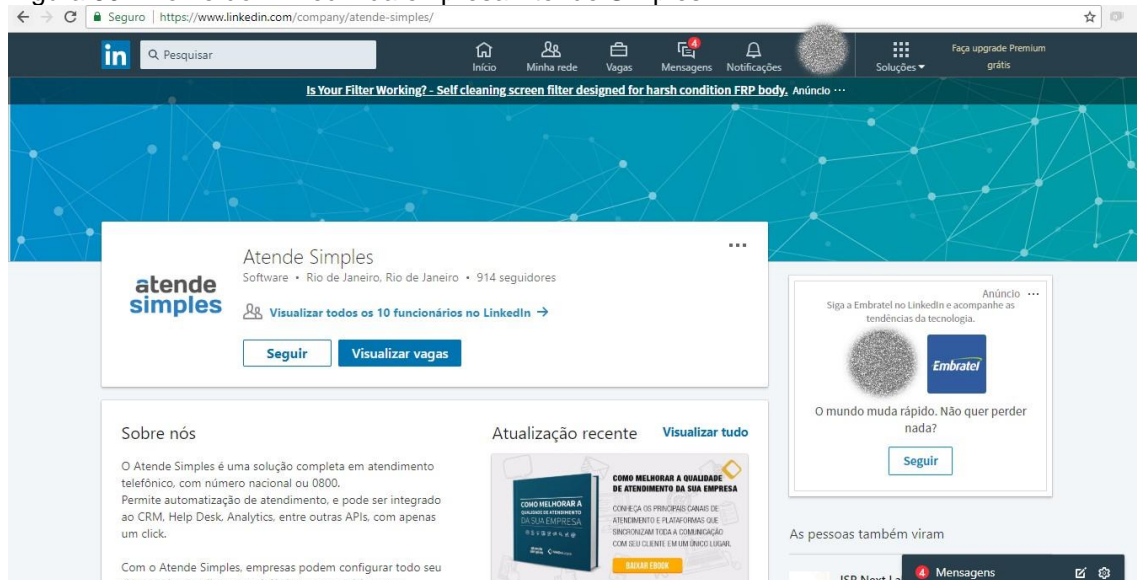 Seguro | https://www.linkedin.com/company/atende-simples/
in
Pesquisar
Início
Minha rede
Vagas
4
Mensagens
Notificações
Soluções
Faça upgrade Premium
grátis
Is Your Filter Working? - Self cleaning screen filter designed for harsh condition FRP body. Anúncio ...
atende
simples
Atende Simples
Software • Rio de Janeiro, Rio de Janeiro • 914 seguidores
Visualizar todos os 10 funcionários no LinkedIn →
Seguir
Visualizar vagas
Anúncio ...
Siga a Embratel no LinkedIn e acompanhe as
tendências da tecnologia.
Embratel
O mundo muda rápido. Não quer perder
nada?
Seguir
Sobre nós
O Atende Simples é uma solução completa em atendimento
telefônico, com número nacional ou 0800.
Permite automatização de atendimento, e pode ser integrado
ao CRM, Help Desk, Analytics, entre outras APIs, com apenas
um click.
Com o Atende Simples, empresas podem configurar todo seu
Atualização recente
Visualizar tudo
COMO MELHORAR A
QUALIDADE DE ATENDIMENTO
DA SUA EMPRESA
COMO MELHORAR A QUALIDADE
DE ATENDIMENTO DA SUA EMPRESA
CONHEÇA OS PRINCIPAIS CANAIS DE
ATENDIMENTO E PLATAFORMAS QUE
SINCRONIZAM TODA A COMUNICAÇÃO
COM SEU CLIENTE EM UM ÚNICO LUGAR.
BAIXAR EBOOK
As pessoas também viram
ISP Next
4 Mensagens